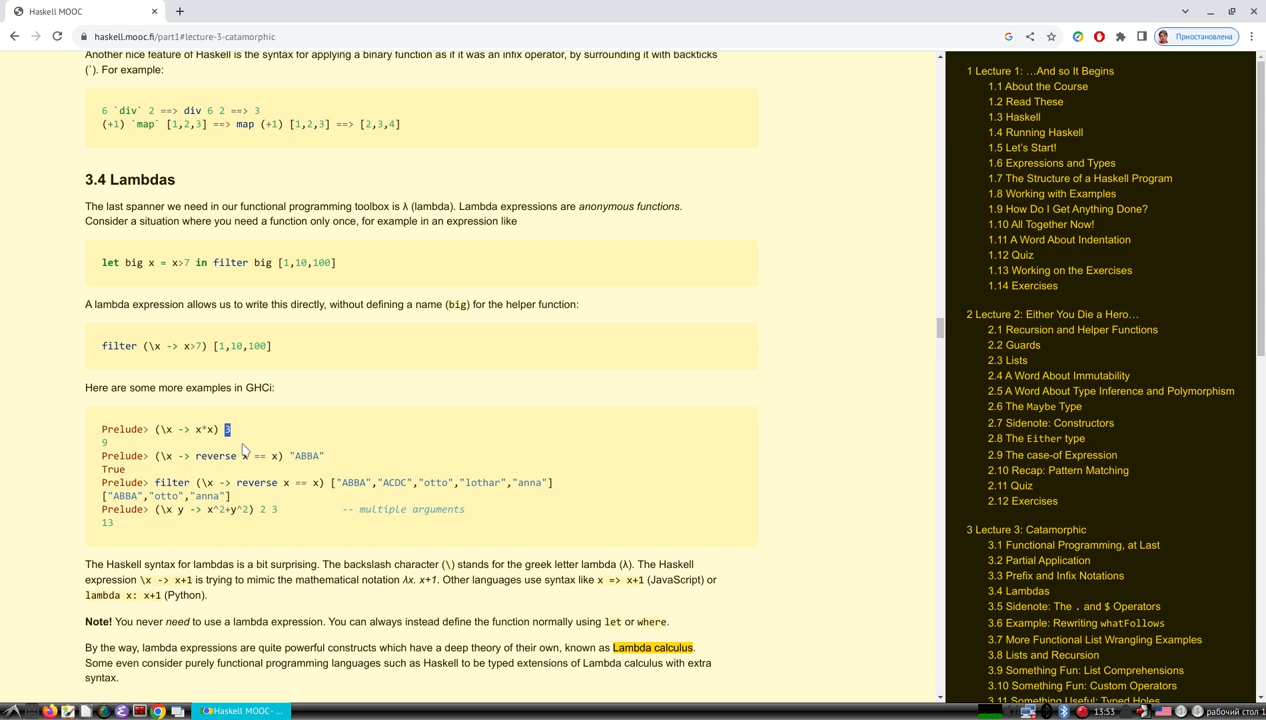 Haskell MOOC
haskell.mooc.fi/part1#lecture-3-catamorphic
Приостановлена
Another nice feature of Haskell is the syntax for applying a binary function as if it was an infix operator, by surrounding it with backticks
(`). For example:
6 `div` 2 ==> div 6 2 ==> 3
(+1) `map` [1,2,3] ==> map (+1) [1,2,3] ==> [2,3,4]
3.4 Lambdas
The last spanner we need in our functional programming toolbox is λ (lambda). Lambda expressions are anonymous functions.
Consider a situation where you need a function only once, for example in an expression like
let big x = x>7 in filter big [1,10,100]
A lambda expression allows us to write this directly, without defining a name (big) for the helper function:
filter (\x -> x>7) [1,10,100]
Here are some more examples in GHCi:
Prelude> (\x -> x*x) 3
9
Prelude> (\x -> reverse x == x) "ABBA"
True
Prelude> filter (\x -> reverse x == x) ["ABBA","ACDC","otto","lothar","anna"]
["ABBA","otto","anna"]
Prelude> (\x y -> x^2+y^2) 2 3 -- multiple arguments
13
The Haskell syntax for lambdas is a bit surprising. The backslash character (\) stands for the greek letter lambda (λ). The Haskell
expression \x -> x+1 is trying to mimic the mathematical notation λx. x+1. Other languages use syntax like x => x+1 (JavaScript) or
lambda x: x+1 (Python).
Note! You never need to use a lambda expression. You can always instead define the function normally using let or where.
By the way, lambda expressions are quite powerful constructs which have a deep theory of their own, known as Lambda calculus.
Some even consider purely functional programming languages such as Haskell to be typed extensions of Lambda calculus with extra
syntax.
1 Lecture 1: …And so It Begins
1.1 About the Course
1.2 Read These
1.3 Haskell
1.4 Running Haskell
1.5 Let's Start!
1.6 Expressions and Types
1.7 The Structure of a Haskell Program
1.8 Working with Examples
1.9 How Do I Get Anything Done?
1.10 All Together Now!
1.11 A Word About Indentation
1.12 Quiz
1.13 Working on the Exercises
1.14 Exercises
2 Lecture 2: Either You Die a Hero…
2.1 Recursion and Helper Functions
2.2 Guards
2.3 Lists
2.4 A Word About Immutability
2.5 A Word About Type Inference and Polymorphism
2.6 The Maybe Type
2.7 Sidenote: Constructors
2.8 The Either type
2.9 The case-of Expression
2.10 Recap: Pattern Matching
2.11 Quiz
2.12 Exercises
3 Lecture 3: Catamorphic
3.1 Functional Programming, at Last
3.2 Partial Application
3.3 Prefix and Infix Notations
3.4 Lambdas
3.5 Sidenote: The . and $ Operators
3.6 Example: Rewriting whatFollows
3.7 More Functional List Wrangling Examples
3.8 Lists and Recursion
3.9 Something Fun: List Comprehensions
3.10 Something Fun: Custom Operators
3.11 Something Useful: Typed Holes
Haskell MOOC- …
13:53
рабочий стол 1